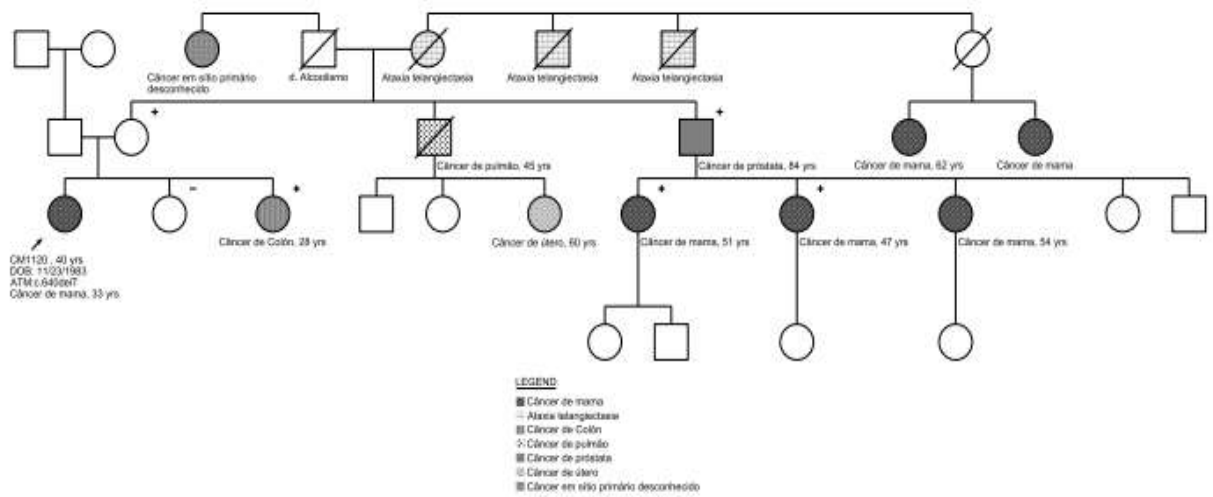 Câncer em sítio primário
desconhecido
d. Alcoolismo
Ataxia telangiectasia
Ataxia telangiectasia
Ataxia telangiectasia
+
+
Câncer de pulmão, 45 yrs
Câncer de próstata, 84 yrs
Câncer de mama, 62 yrs
Câncer de mama
-
+
+
+
CM1120 , 40 yrs
DOB: 11/23/1983
ATM:c.640del7
Câncer de mama, 33 yrs
Câncer de Colón, 28 yrs
Câncer de útero, 60 yrs
Câncer de mama, 51 yrs
Câncer de mama, 47 yrs
Câncer de mama, 54 yrs
LEGEND
Câncer de mama
Ataxia telangiectasia
Câncer de Colón
Câncer de pulmão
Câncer de próstata
Câncer de útero
Câncer em sítio primário desconhecido